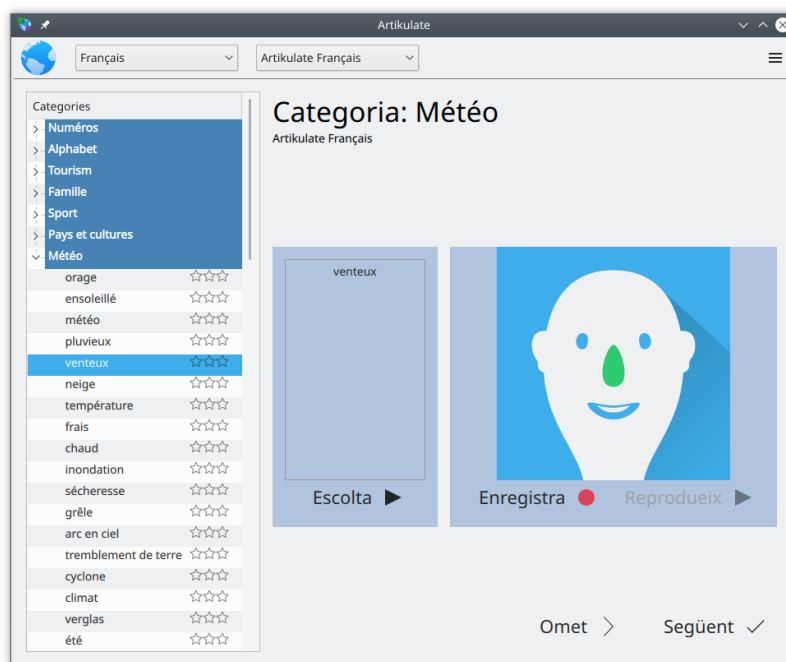 Artikulate
Français
Artikulate Français
Categories
Numéros
Alphabet
Tourism
Famille
Sport
Pays et cultures
Météo
orage
ensoleillé
météo
pluvieux
venteux
neige
température
frais
chaud
inondation
sécheresse
grêle
arc en ciel
tremblement de terre
cyclone
climat
verglas
été
Categoria: Météo
Artikulate Français
venteux
Escolta
Enregistra
Reprodueix
Omet
Següent